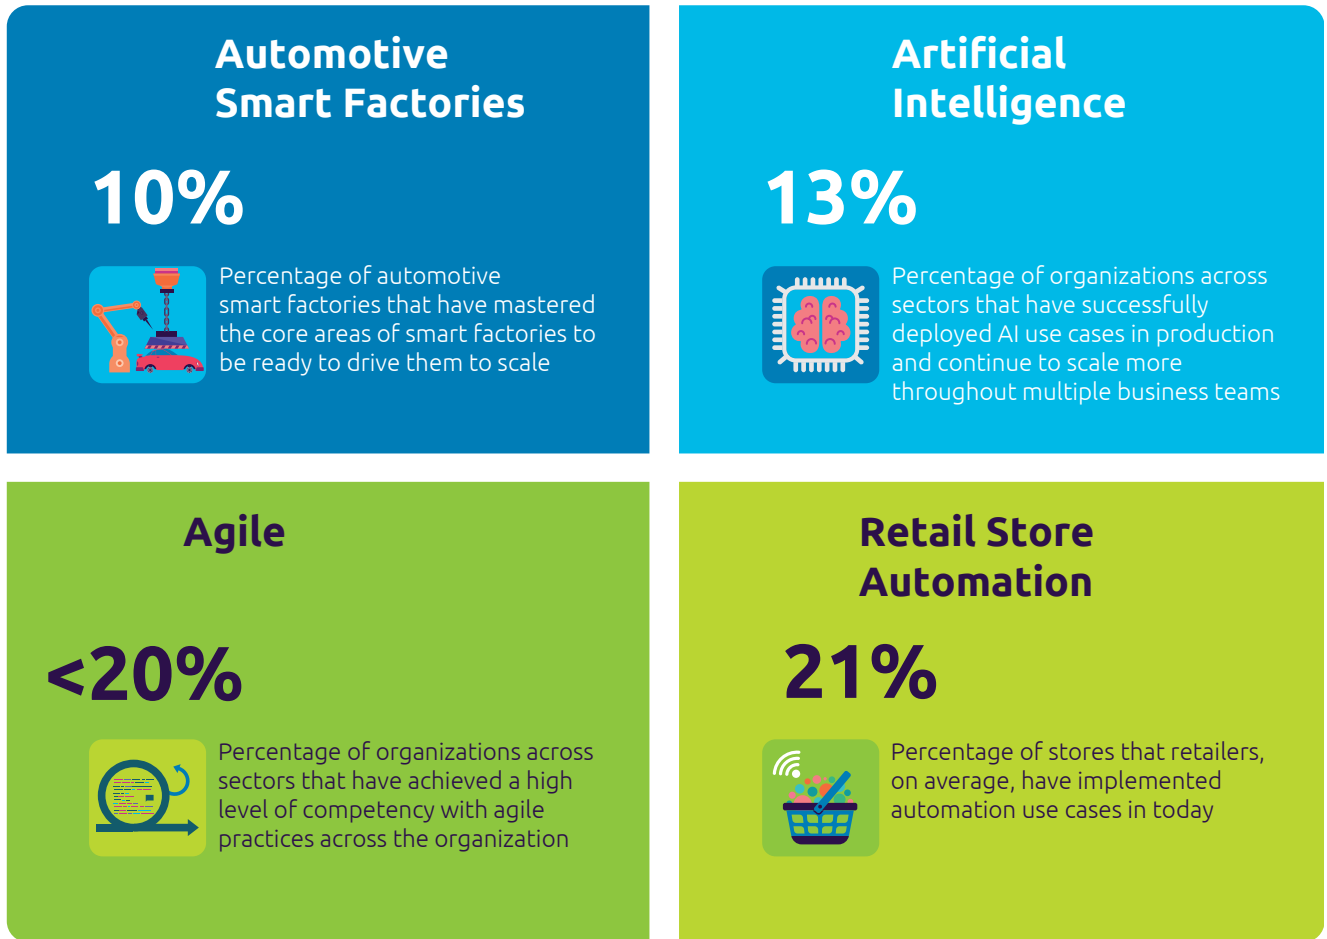 Automotive
Smart Factories
10%
Percentage of automotive
smart factories that have mastered
the core areas of smart factories to
be ready to drive them to scale
Artificial
Intelligence
13%
Percentage of organizations across
sectors that have successfully
deployed AI use cases in production
and continue to scale more
throughout multiple business teams
Agile
<20%
Percentage of organizations across
sectors that have achieved a high
level of competency with agile
practices across the organization
Retail Store
Automation
21%
Percentage of stores that retailers,
on average, have implemented
automation use cases in today